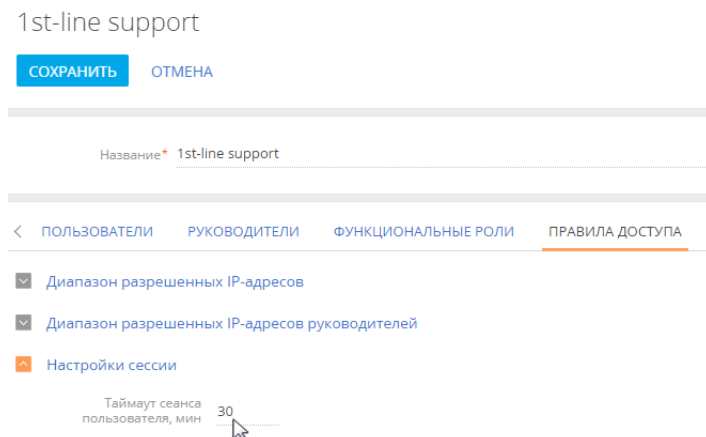 1st-line support
СОХРАНИТЬ ОТМЕНА
Название* 1st-line support
ПОЛЬЗОВАТЕЛИ РУКОВОДИТЕЛИ ФУНКЦИОНАЛЬНЫЕ РОЛИ ПРАВИЛА ДОСТУПА
Диапазон разрешенных IP-адресов
Диапазон разрешенных IP-адресов руководителей
Настройки сессии
Таймаут сеанса
пользователя, мин 30